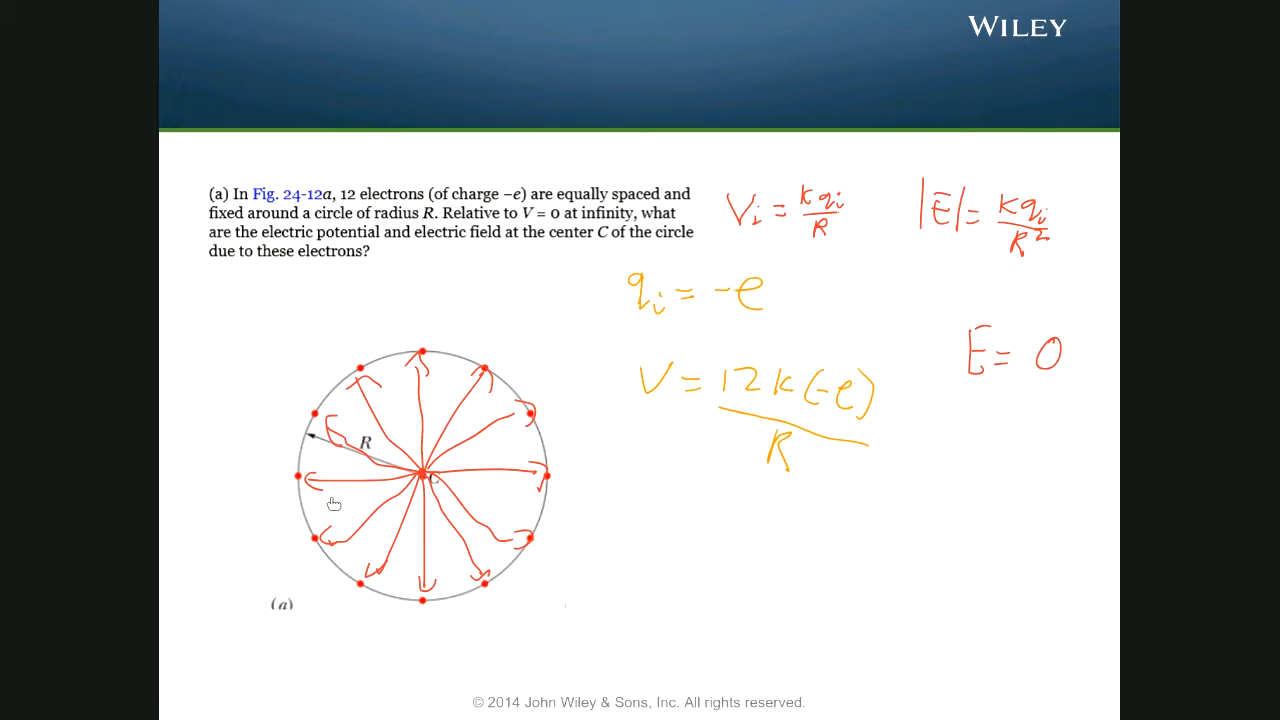 WILEY
(a) In Fig. 24-12a, 12 electrons (of charge −e) are equally spaced and
fixed around a circle of radius R. Relative to V = 0 at infinity, what
are the electric potential and electric field at the center C of the circle
due to these electrons?
Vi = kqi/R
|E| = kqi/R²
qi = -e
E = 0
V = 12k(-e)/R
R
C
(a)
© 2014 John Wiley & Sons, Inc. All rights reserved.